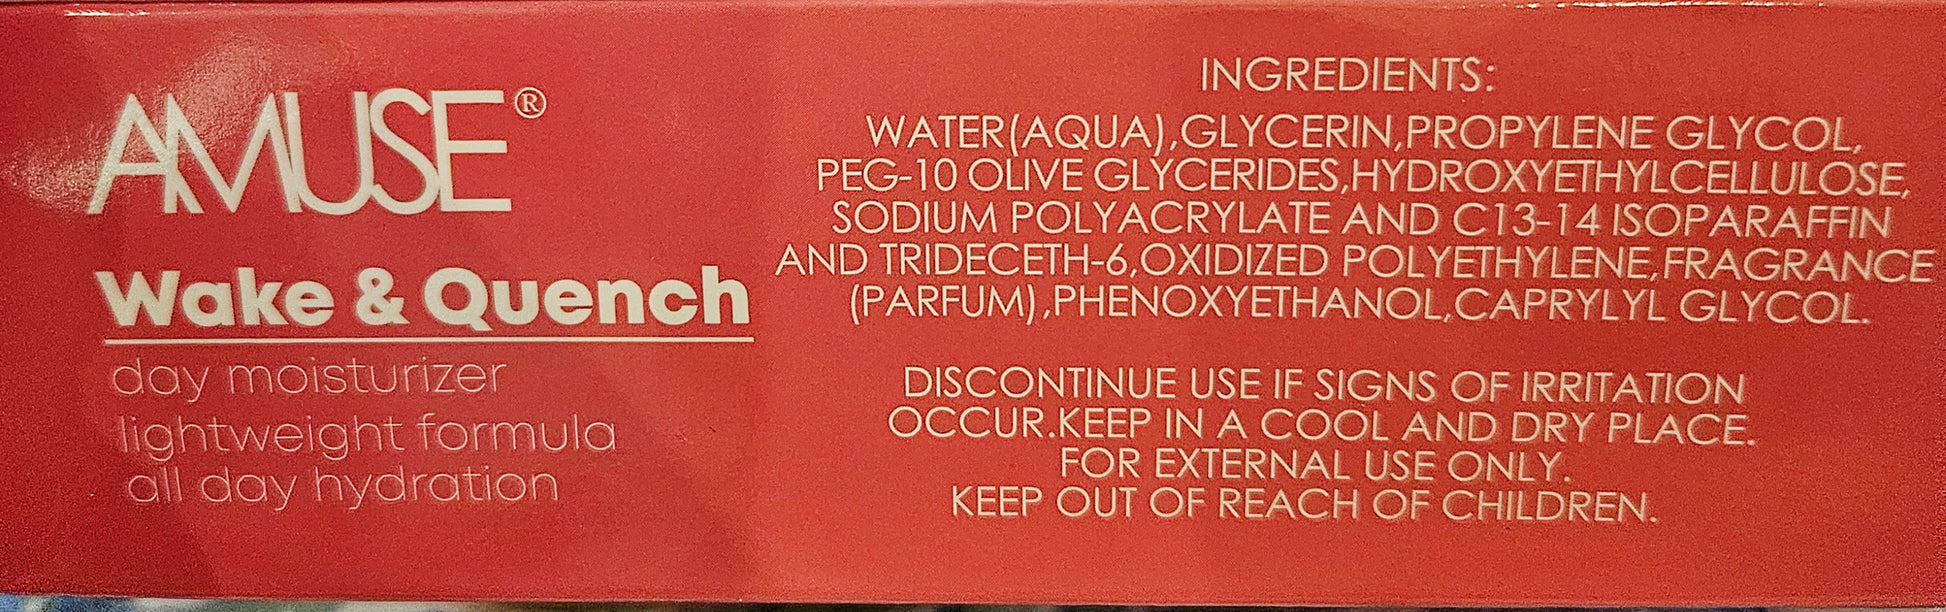 AMUSE®
Wake & Quench
day moisturizer
lightweight formula
all day hydration
INGREDIENTS:
WATER(AQUA),GLYCERIN,PROPYLENE GLYCOL,
PEG-10 OLIVE GLYCERIDES,HYDROXYETHYLCELLULOSE,
SODIUM POLYACRYLATE AND C13-14 ISOPARAFFIN
AND TRIDECETH-6,OXIDIZED POLYETHYLENE,FRAGRANCE
(PARFUM),PHENOXYETHANOL,CAPRYLYL GLYCOL.
DISCONTINUE USE IF SIGNS OF IRRITATION
OCCUR.KEEP IN A COOL AND DRY PLACE.
FOR EXTERNAL USE ONLY.
KEEP OUT OF REACH OF CHILDREN.